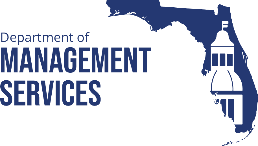 Department of
MANAGEMENT
SERVICES